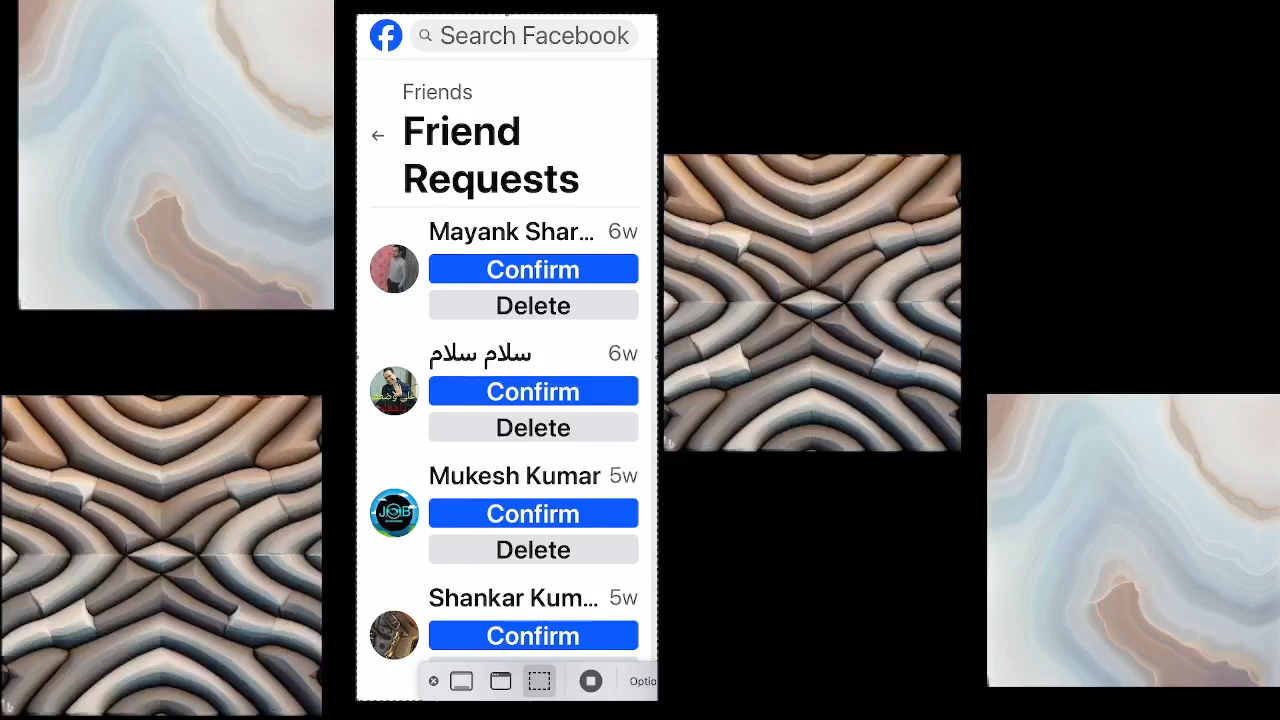 Search Facebook
Friends
Friend
Requests
Mayank Shar... 6w
Confirm
Delete
سلام سلام 6w
Confirm
Delete
Mukesh Kumar 5w
JOB
Confirm
Delete
Shankar Kum... 5w
Confirm
Optio